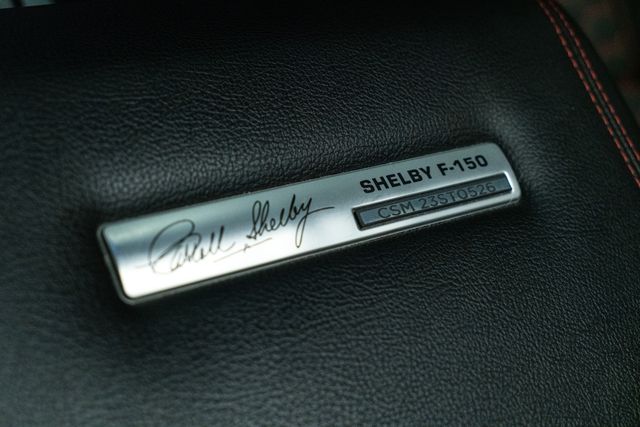 SHELBY F-150
CSM 23ST0526
Carroll Shelby